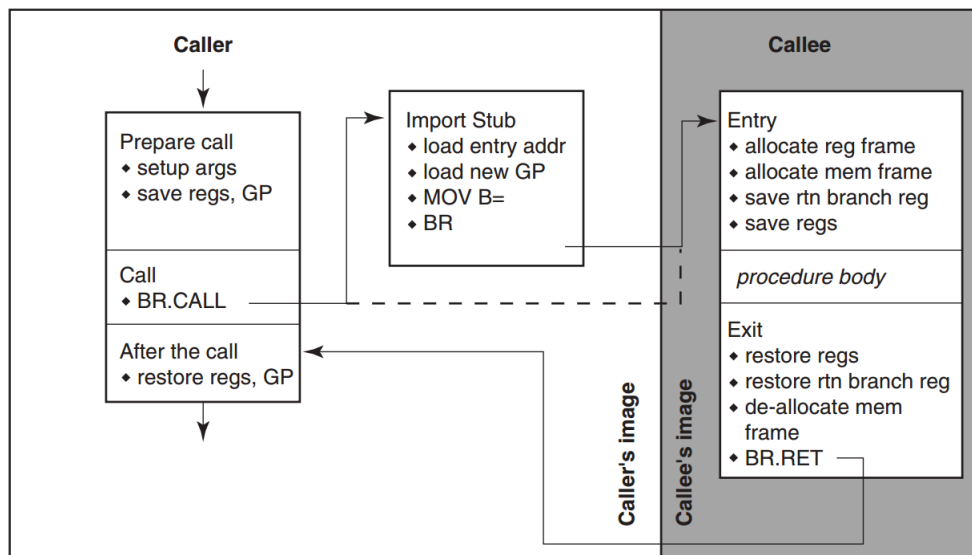 Caller
Prepare call
◆ setup args
◆ save regs, GP
Call
◆ BR.CALL
After the call
◆ restore regs, GP
Import Stub
◆ load entry addr
◆ load new GP
◆ MOV B=
◆ BR
Caller's image
Callee's image
Callee
Entry
◆ allocate reg frame
◆ allocate mem frame
◆ save rtn branch reg
◆ save regs
procedure body
Exit
◆ restore regs
◆ restore rtn branch reg
◆ de-allocate mem
frame
◆ BR.RET